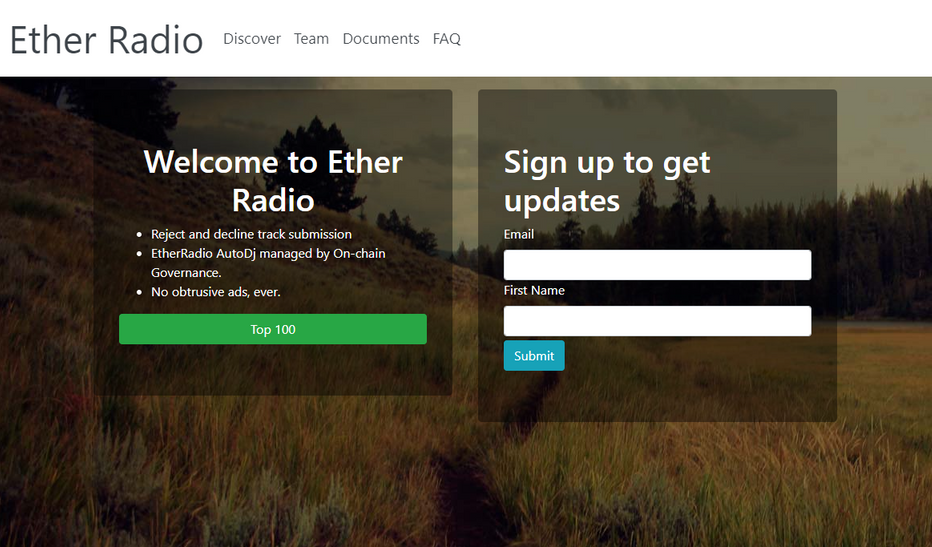 Ether Radio
Discover
Team
Documents
FAQ
Welcome to Ether
Radio
Reject and decline track submission
EtherRadio AutoDj managed by On-chain
Governance.
No obtrusive ads, ever.
Top 100
Sign up to get
updates
Email
First Name
Submit